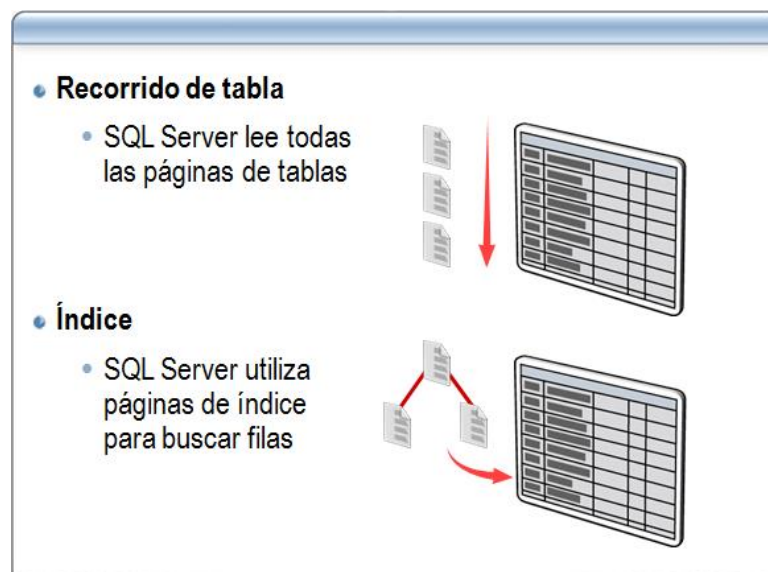 Recorrido de tabla
SQL Server lee todas
las páginas de tablas
Índice
SQL Server utiliza
páginas de índice
para buscar filas